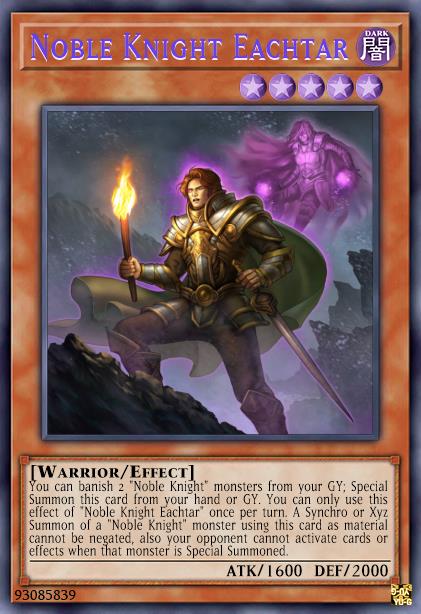 Noble Knight Eachtar
DARK
闇
[Warrior/Effect]
You can banish 2 "Noble Knight" monsters from your GY; Special
Summon this card from your hand or GY. You can only use this
effect of "Noble Knight Eachtar" once per turn. A Synchro or Xyz
Summon of a "Noble Knight" monster using this card as material
cannot be negated, also your opponent cannot activate cards or
effects when that monster is Special Summoned.
ATK/1600 DEF/2000
93085839